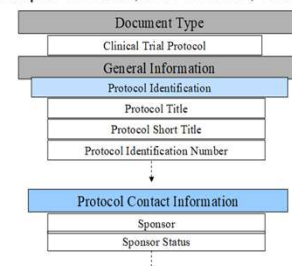 Document Type
Clinical Trial Protocol
General Information
Protocol Identification
Protocol Title
Protocol Short Title
Protocol Identification Number
Protocol Contact Information
Sponsor
Sponsor Status